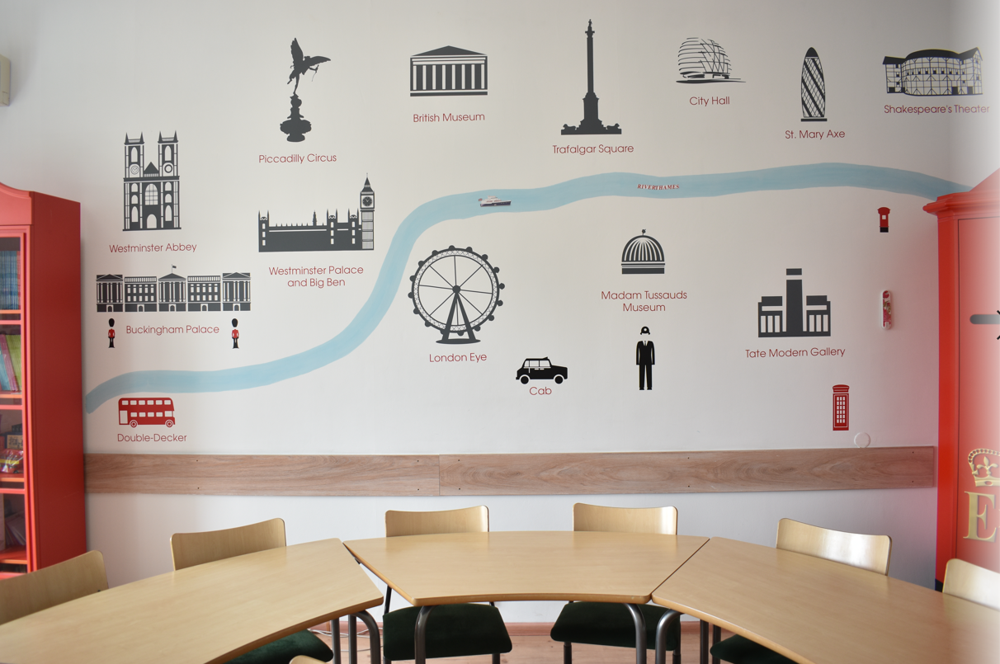 Piccadilly Circus
British Museum
Trafalgar Square
City Hall
St. Mary Axe
Shakespeare's Theater
Westminster Abbey
Westminster Palace
and Big Ben
RIVERTHAMES
Buckingham Palace
London Eye
Madam Tussauds
Museum
Cab
Tate Modern Gallery
Double-Decker
E